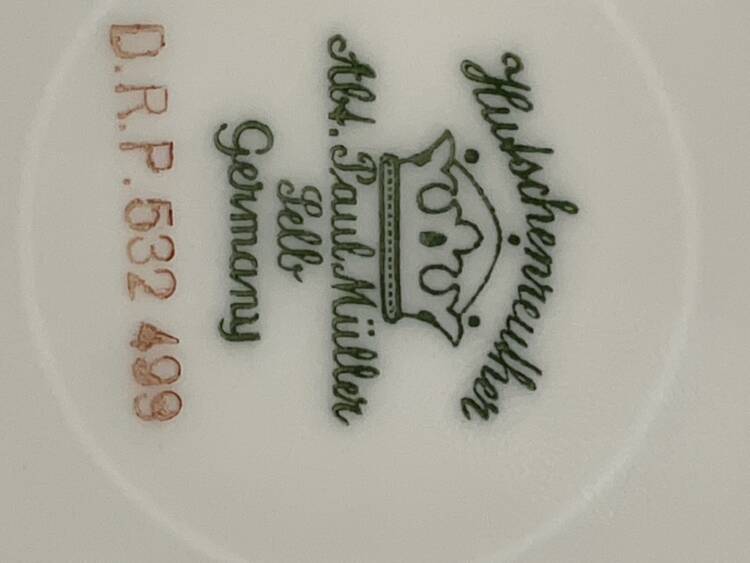 Hutschenreuther
Abt. Paul Müller
Selb
Germany
D.R.P. 532 499